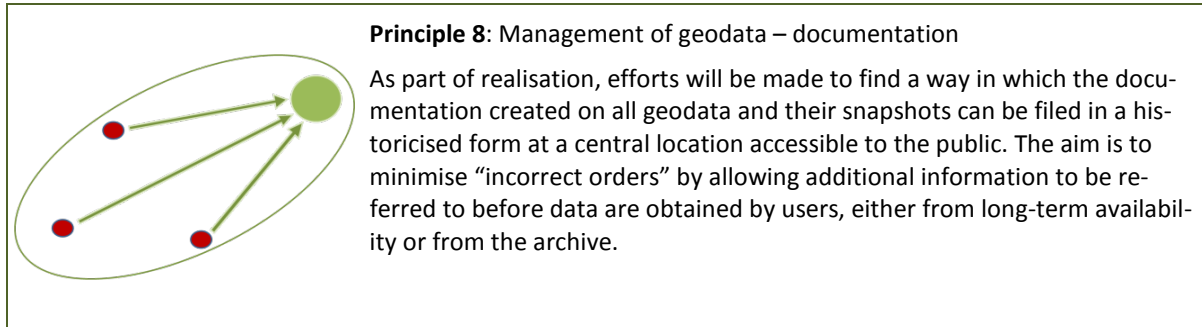 Principle 8: Management of geodata – documentation
As part of realisation, efforts will be made to find a way in which the docu-
mentation created on all geodata and their snapshots can be filed in a his-
toricised form at a central location accessible to the public. The aim is to
minimise “incorrect orders” by allowing additional information to be re-
ferred to before data are obtained by users, either from long-term availabil-
ity or from the archive.